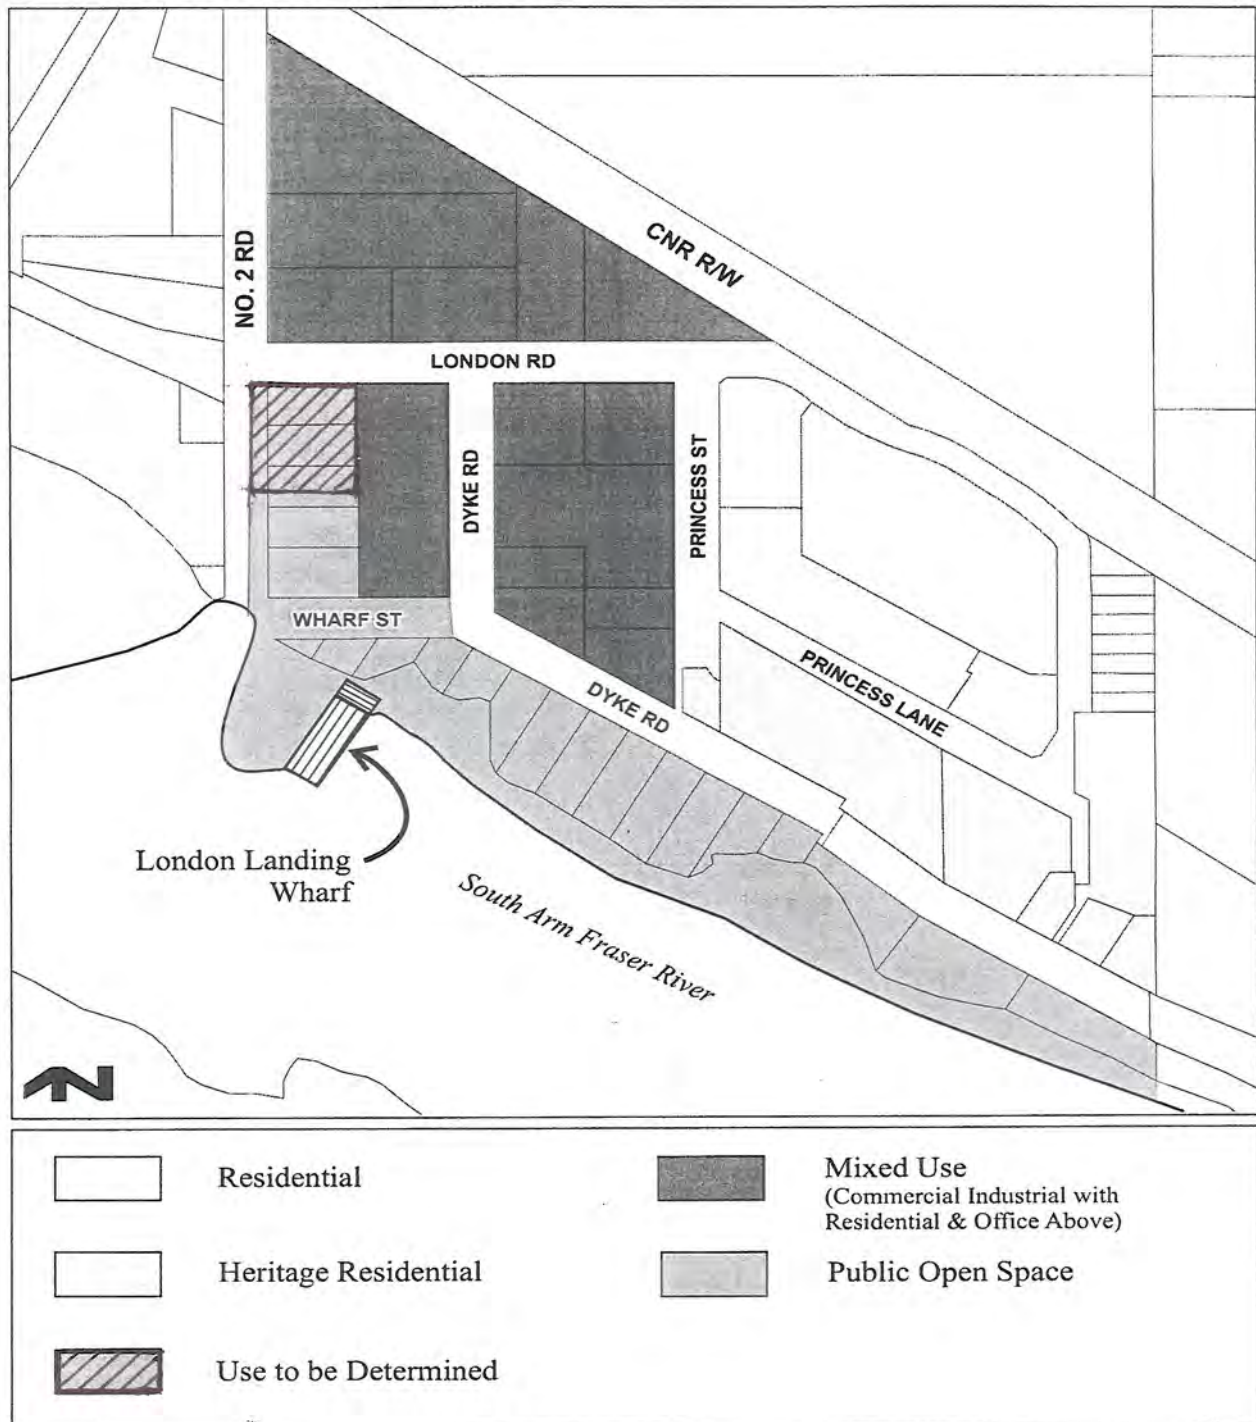 CNR R/W
NO. 2 RD
LONDON RD
DYKE RD
PRINCESS ST
WHARF ST
PRINCESS LANE
DYKE RD
London Landing
Wharf
South Arm Fraser River
N
Residential
Mixed Use
(Commercial Industrial with
Residential & Office Above)
Heritage Residential
Public Open Space
Use to be Determined